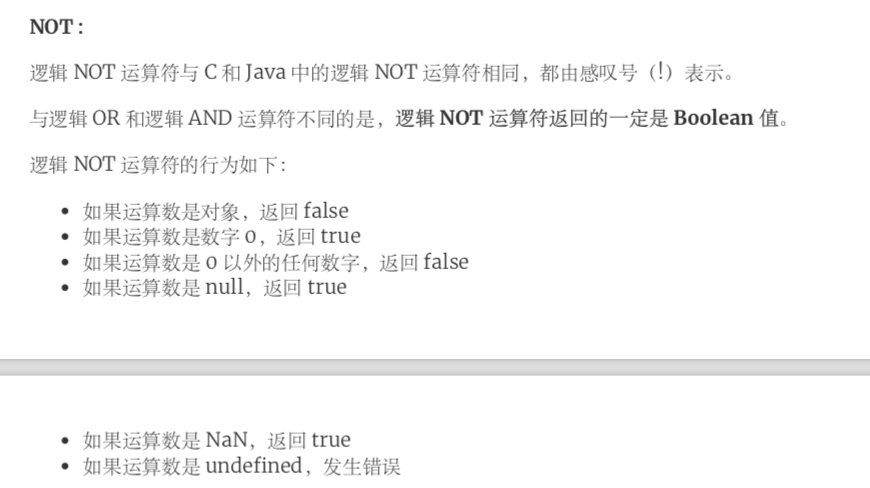 NOT：
逻辑 NOT 运算符与 C 和 Java 中的逻辑 NOT 运算符相同，都由感叹号（!）表示。
与逻辑 OR 和逻辑 AND 运算符不同的是，逻辑 NOT 运算符返回的一定是 Boolean 值。
逻辑 NOT 运算符的行为如下：
• 如果运算数是对象，返回 false
• 如果运算数是数字 0，返回 true
• 如果运算数是 0 以外的任何数字，返回 false
• 如果运算数是 null，返回 true
• 如果运算数是 NaN，返回 true
• 如果运算数是 undefined，发生错误